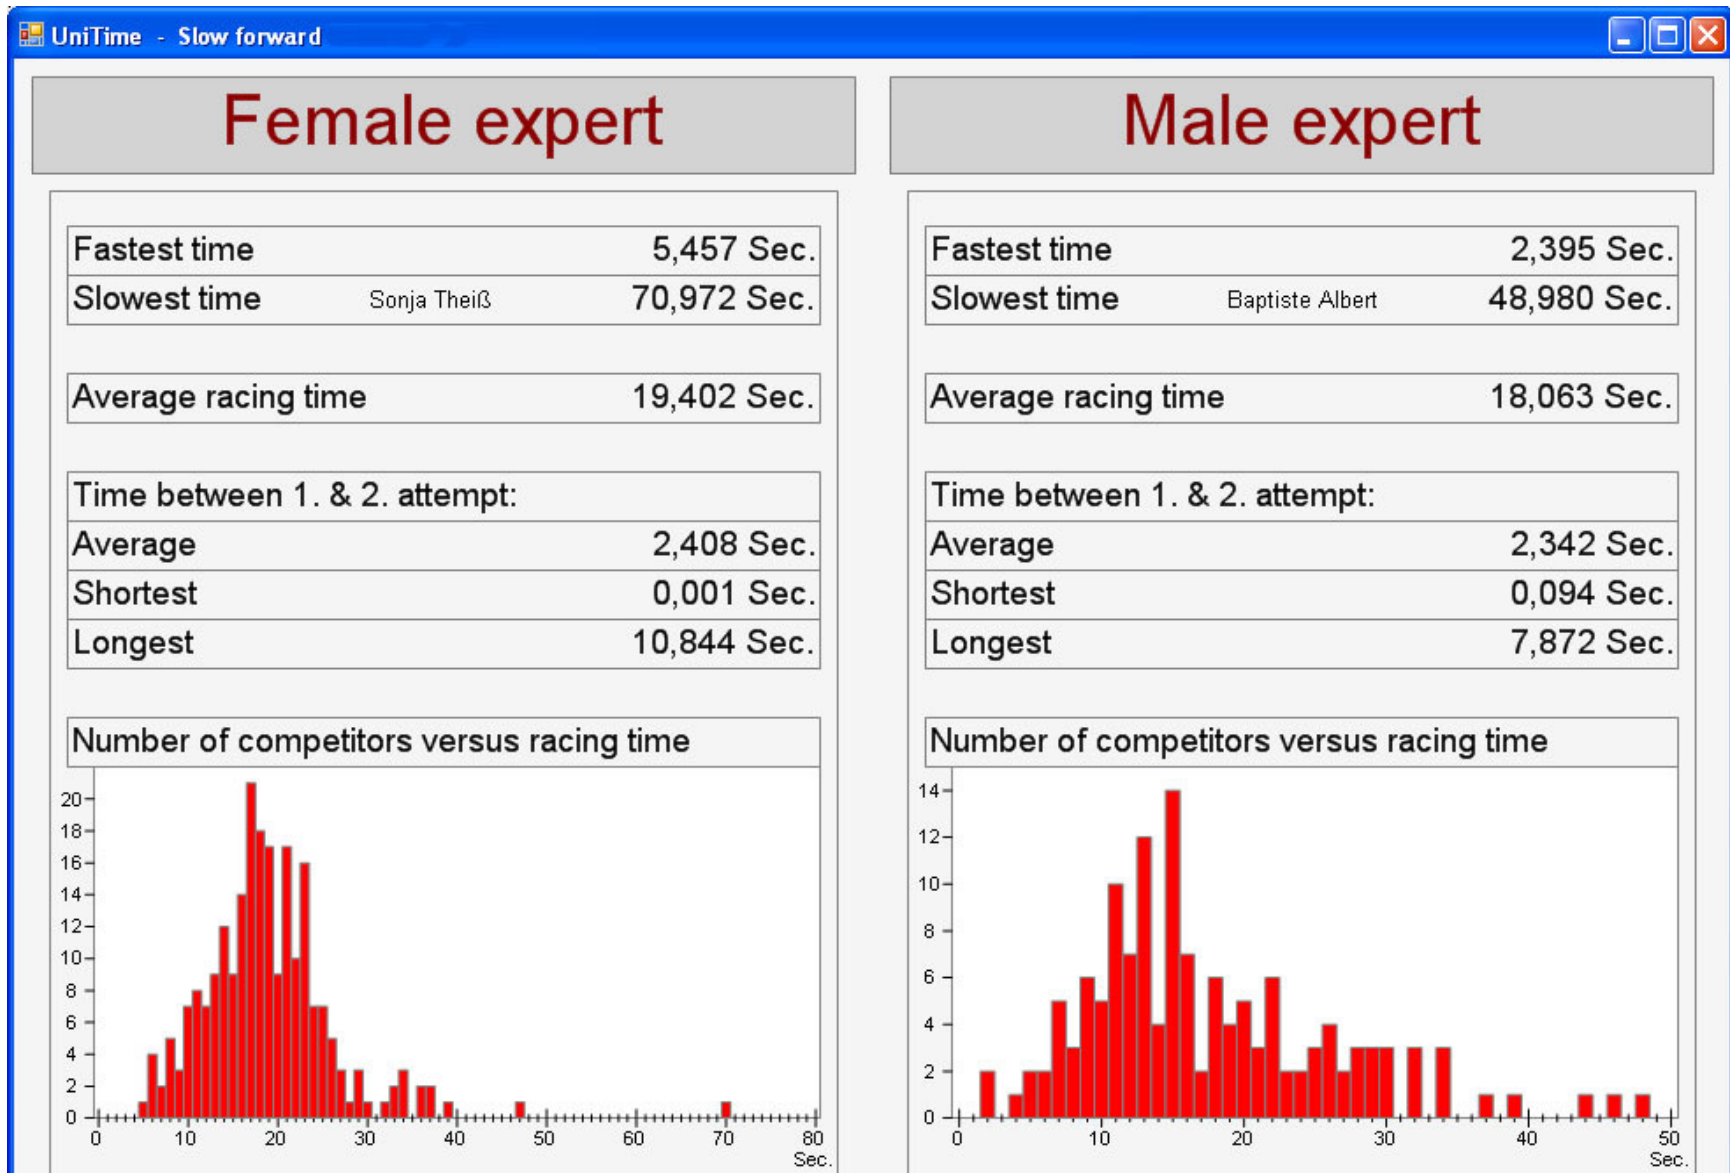 UniTime - Slow forward
Female expert
Fastest time 5,457 Sec.
Slowest time Sonja Theiß 70,972 Sec.
Average racing time 19,402 Sec.
Time between 1. & 2. attempt:
Average 2,408 Sec.
Shortest 0,001 Sec.
Longest 10,844 Sec.
Number of competitors versus racing time
20
18
16
14
12
10
8
6
4
2
0
0 10 20 30 40 50 60 70 80
Sec.
Male expert
Fastest time 2,395 Sec.
Slowest time Baptiste Albert 48,980 Sec.
Average racing time 18,063 Sec.
Time between 1. & 2. attempt:
Average 2,342 Sec.
Shortest 0,094 Sec.
Longest 7,872 Sec.
Number of competitors versus racing time
14
12
10
8
6
4
2
0
0 10 20 30 40 50
Sec.